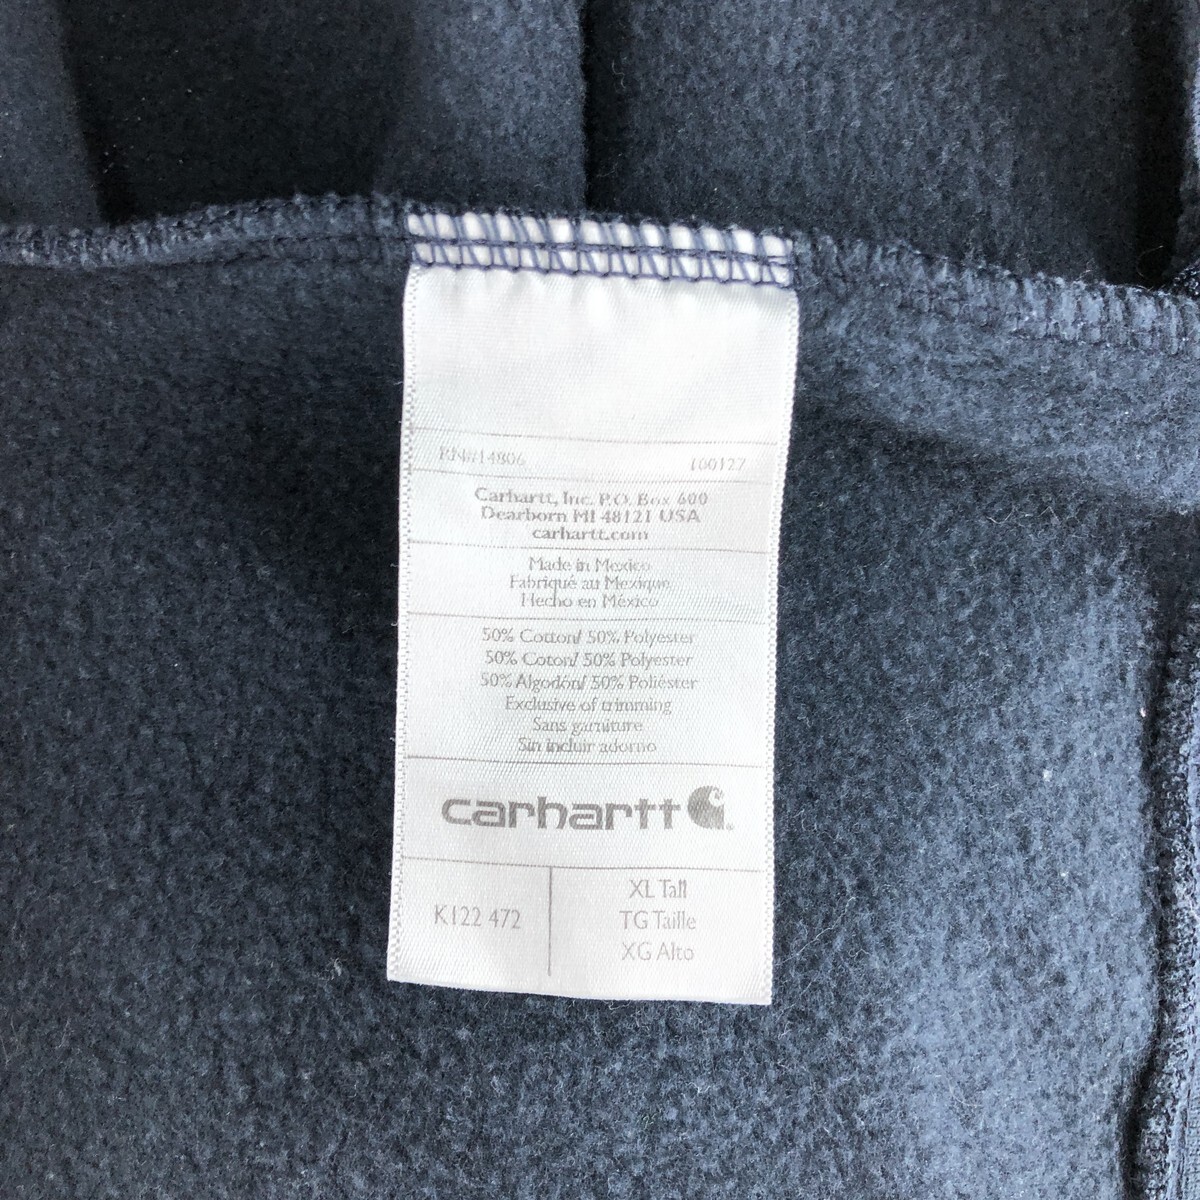 RN#14806 100127
Carhartt, Inc. P.O. Box 600
Dearborn MI 48121 USA
carhartt.com
Made in Mexico
Fabriqué au Mexique
Hecho en México
50% Cotton/ 50% Polyester
50% Coton/ 50% Polyester
50% Algodón/ 50% Poliéster
Exclusive of trimming
Sans garniture
Sin incluir adorno
carhartt
K122 472
XL Tall
TG Taille
XG Alto